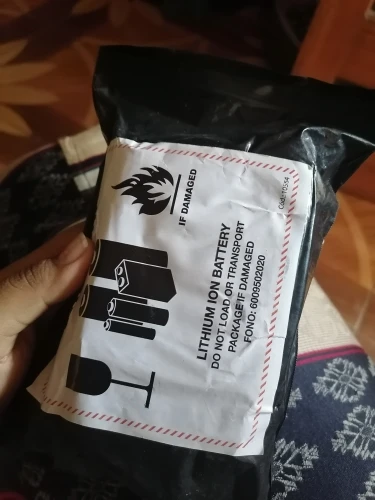 IF DAMAGED
LITHIUM ION BATTERY
DO NOT LOAD OR TRANSPORT
PACKAGE IF DAMAGED
FONO: 6009502020